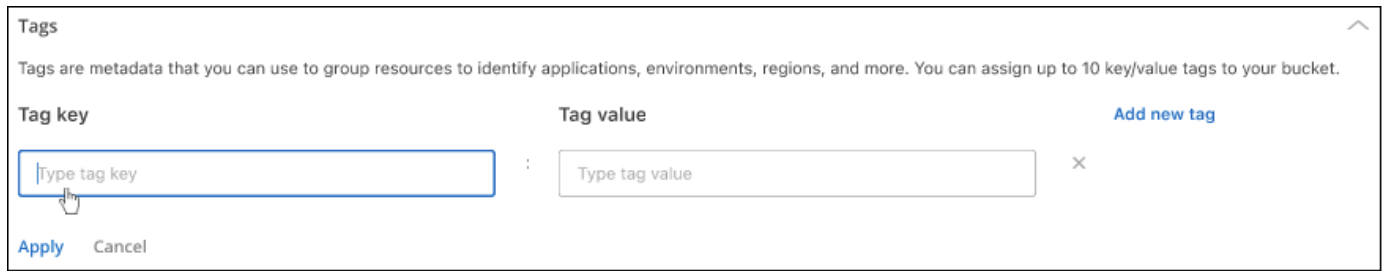 Tags
Tags are metadata that you can use to group resources to identify applications, environments, regions, and more. You can assign up to 10 key/value tags to your bucket.
Tag key Tag value Add new tag
Type tag key : Type tag value ×
Apply Cancel